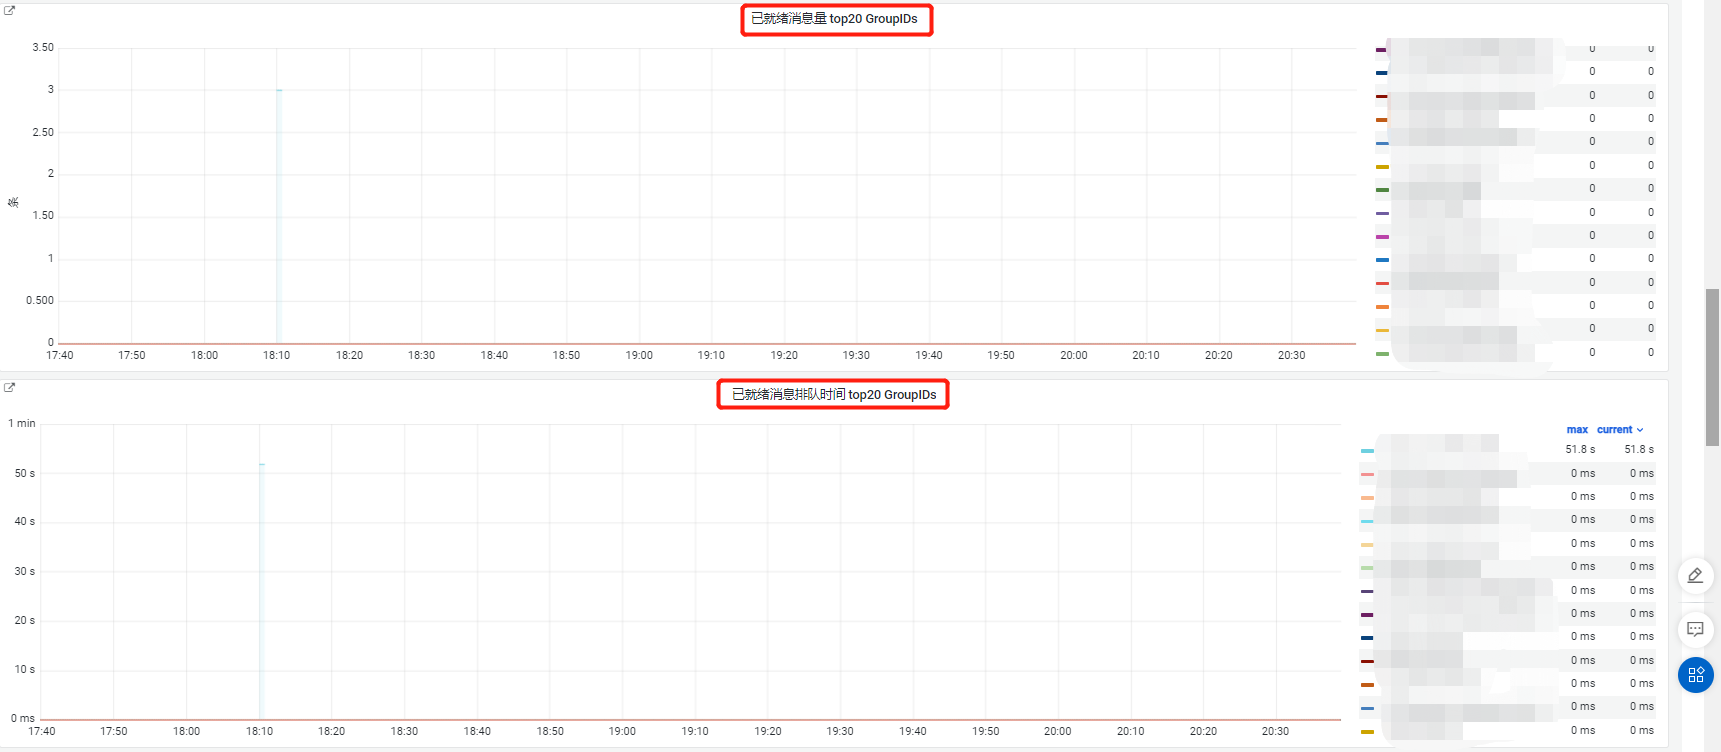 已就绪消息量 top20 GroupIDs
3.50
3
2.50
2
1.50
1
0.500
0
条
17:40 17:50 18:00 18:10 18:20 18:30 18:40 18:50 19:00 19:10 19:20 19:30 19:40 19:50 20:00 20:10 20:20 20:30
0 0
0 0
0 0
0 0
0 0
0 0
0 0
0 0
0 0
0 0
0 0
0 0
0 0
0 0
已就绪消息排队时间 top20 GroupIDs
1 min
50 s
40 s
30 s
20 s
10 s
0 ms
17:40 17:50 18:00 18:10 18:20 18:30 18:40 18:50 19:00 19:10 19:20 19:30 19:40 19:50 20:00 20:10 20:20 20:30
max current
51.8 s 51.8 s
0 ms 0 ms
0 ms 0 ms
0 ms 0 ms
0 ms 0 ms
0 ms 0 ms
0 ms 0 ms
0 ms 0 ms
0 ms 0 ms
0 ms 0 ms
0 ms 0 ms
0 ms 0 ms
0 ms 0 ms